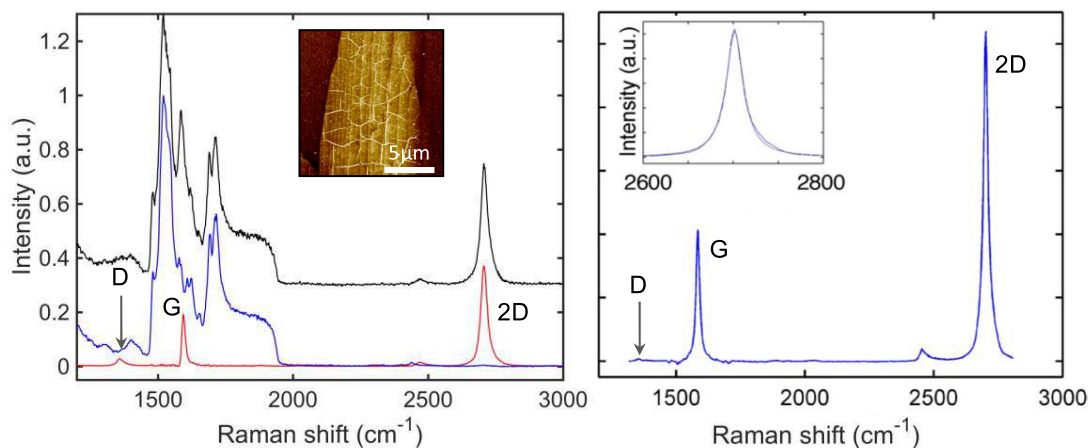 1.2
1
0.8
0.6
0.4
0.2
0
Intensity (a.u.)
5μm
D
G
2D
1500
2000
2500
3000
Raman shift (cm⁻¹)
Intensity (a.u.)
2600
2800
Intensity (a.u.)
D
G
2D
1500
2000
2500
3000
Raman shift (cm⁻¹)